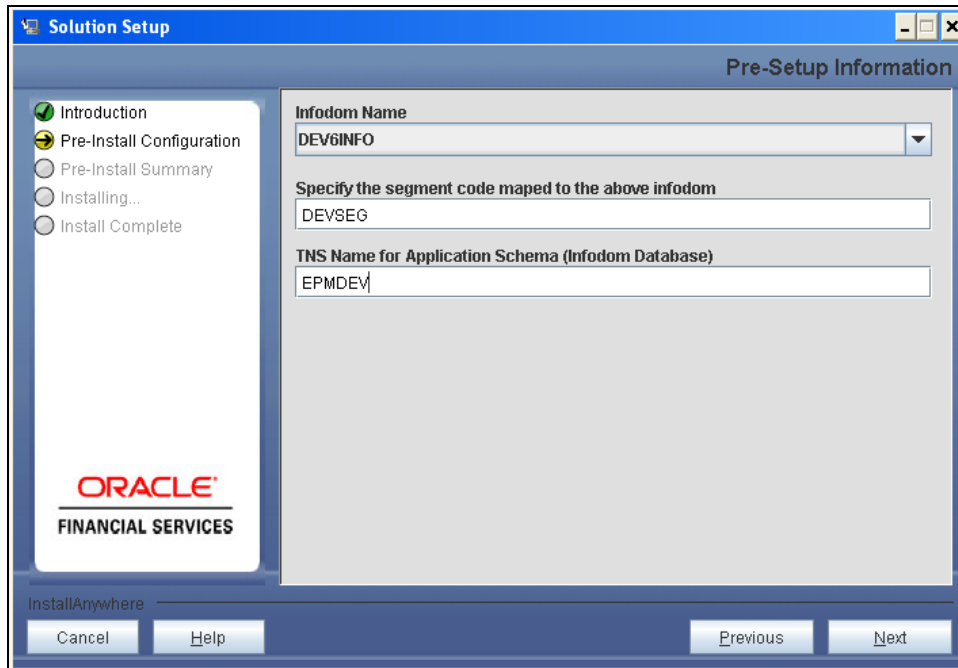 Solution Setup
Pre-Setup Information
Introduction
Pre-Install Configuration
Pre-Install Summary
Installing...
Install Complete
ORACLE
FINANCIAL SERVICES
Infodom Name
DEV6INFO
Specify the segment code maped to the above infodom
DEVSEG
TNS Name for Application Schema (Infodom Database)
EPMDEV
InstallAnywhere
Cancel
Help
Previous
Next